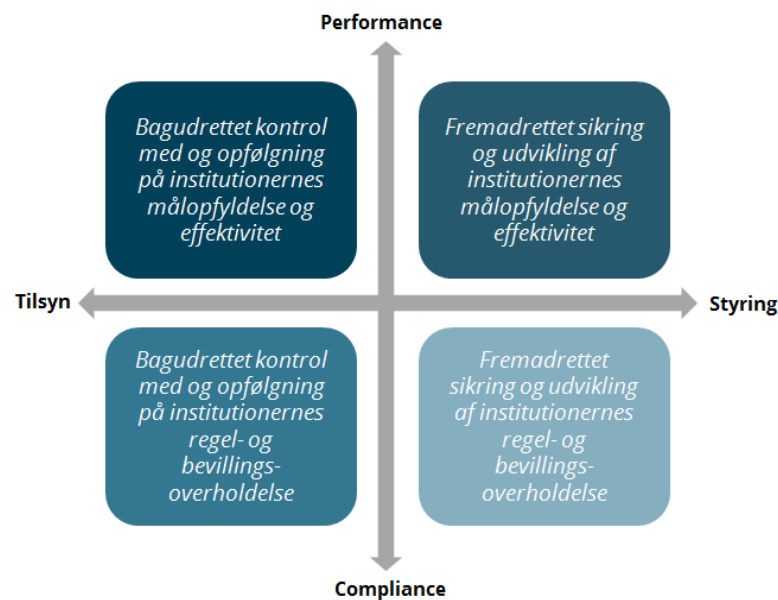 Performance
Bagudrettet kontrol
med og opfølgning
på institutionernes
målopfyldelse og
effektivitet
Fremadrettet sikring
og udvikling af
institutionernes
målopfyldelse og
effektivitet
Tilsyn
Styring
Bagudrettet kontrol
med og opfølgning
på institutionernes
regel- og
bevillings-
overholdelse
Fremadrettet
sikring og udvikling
af institutionernes
regel- og
bevillings-
overholdelse
Compliance